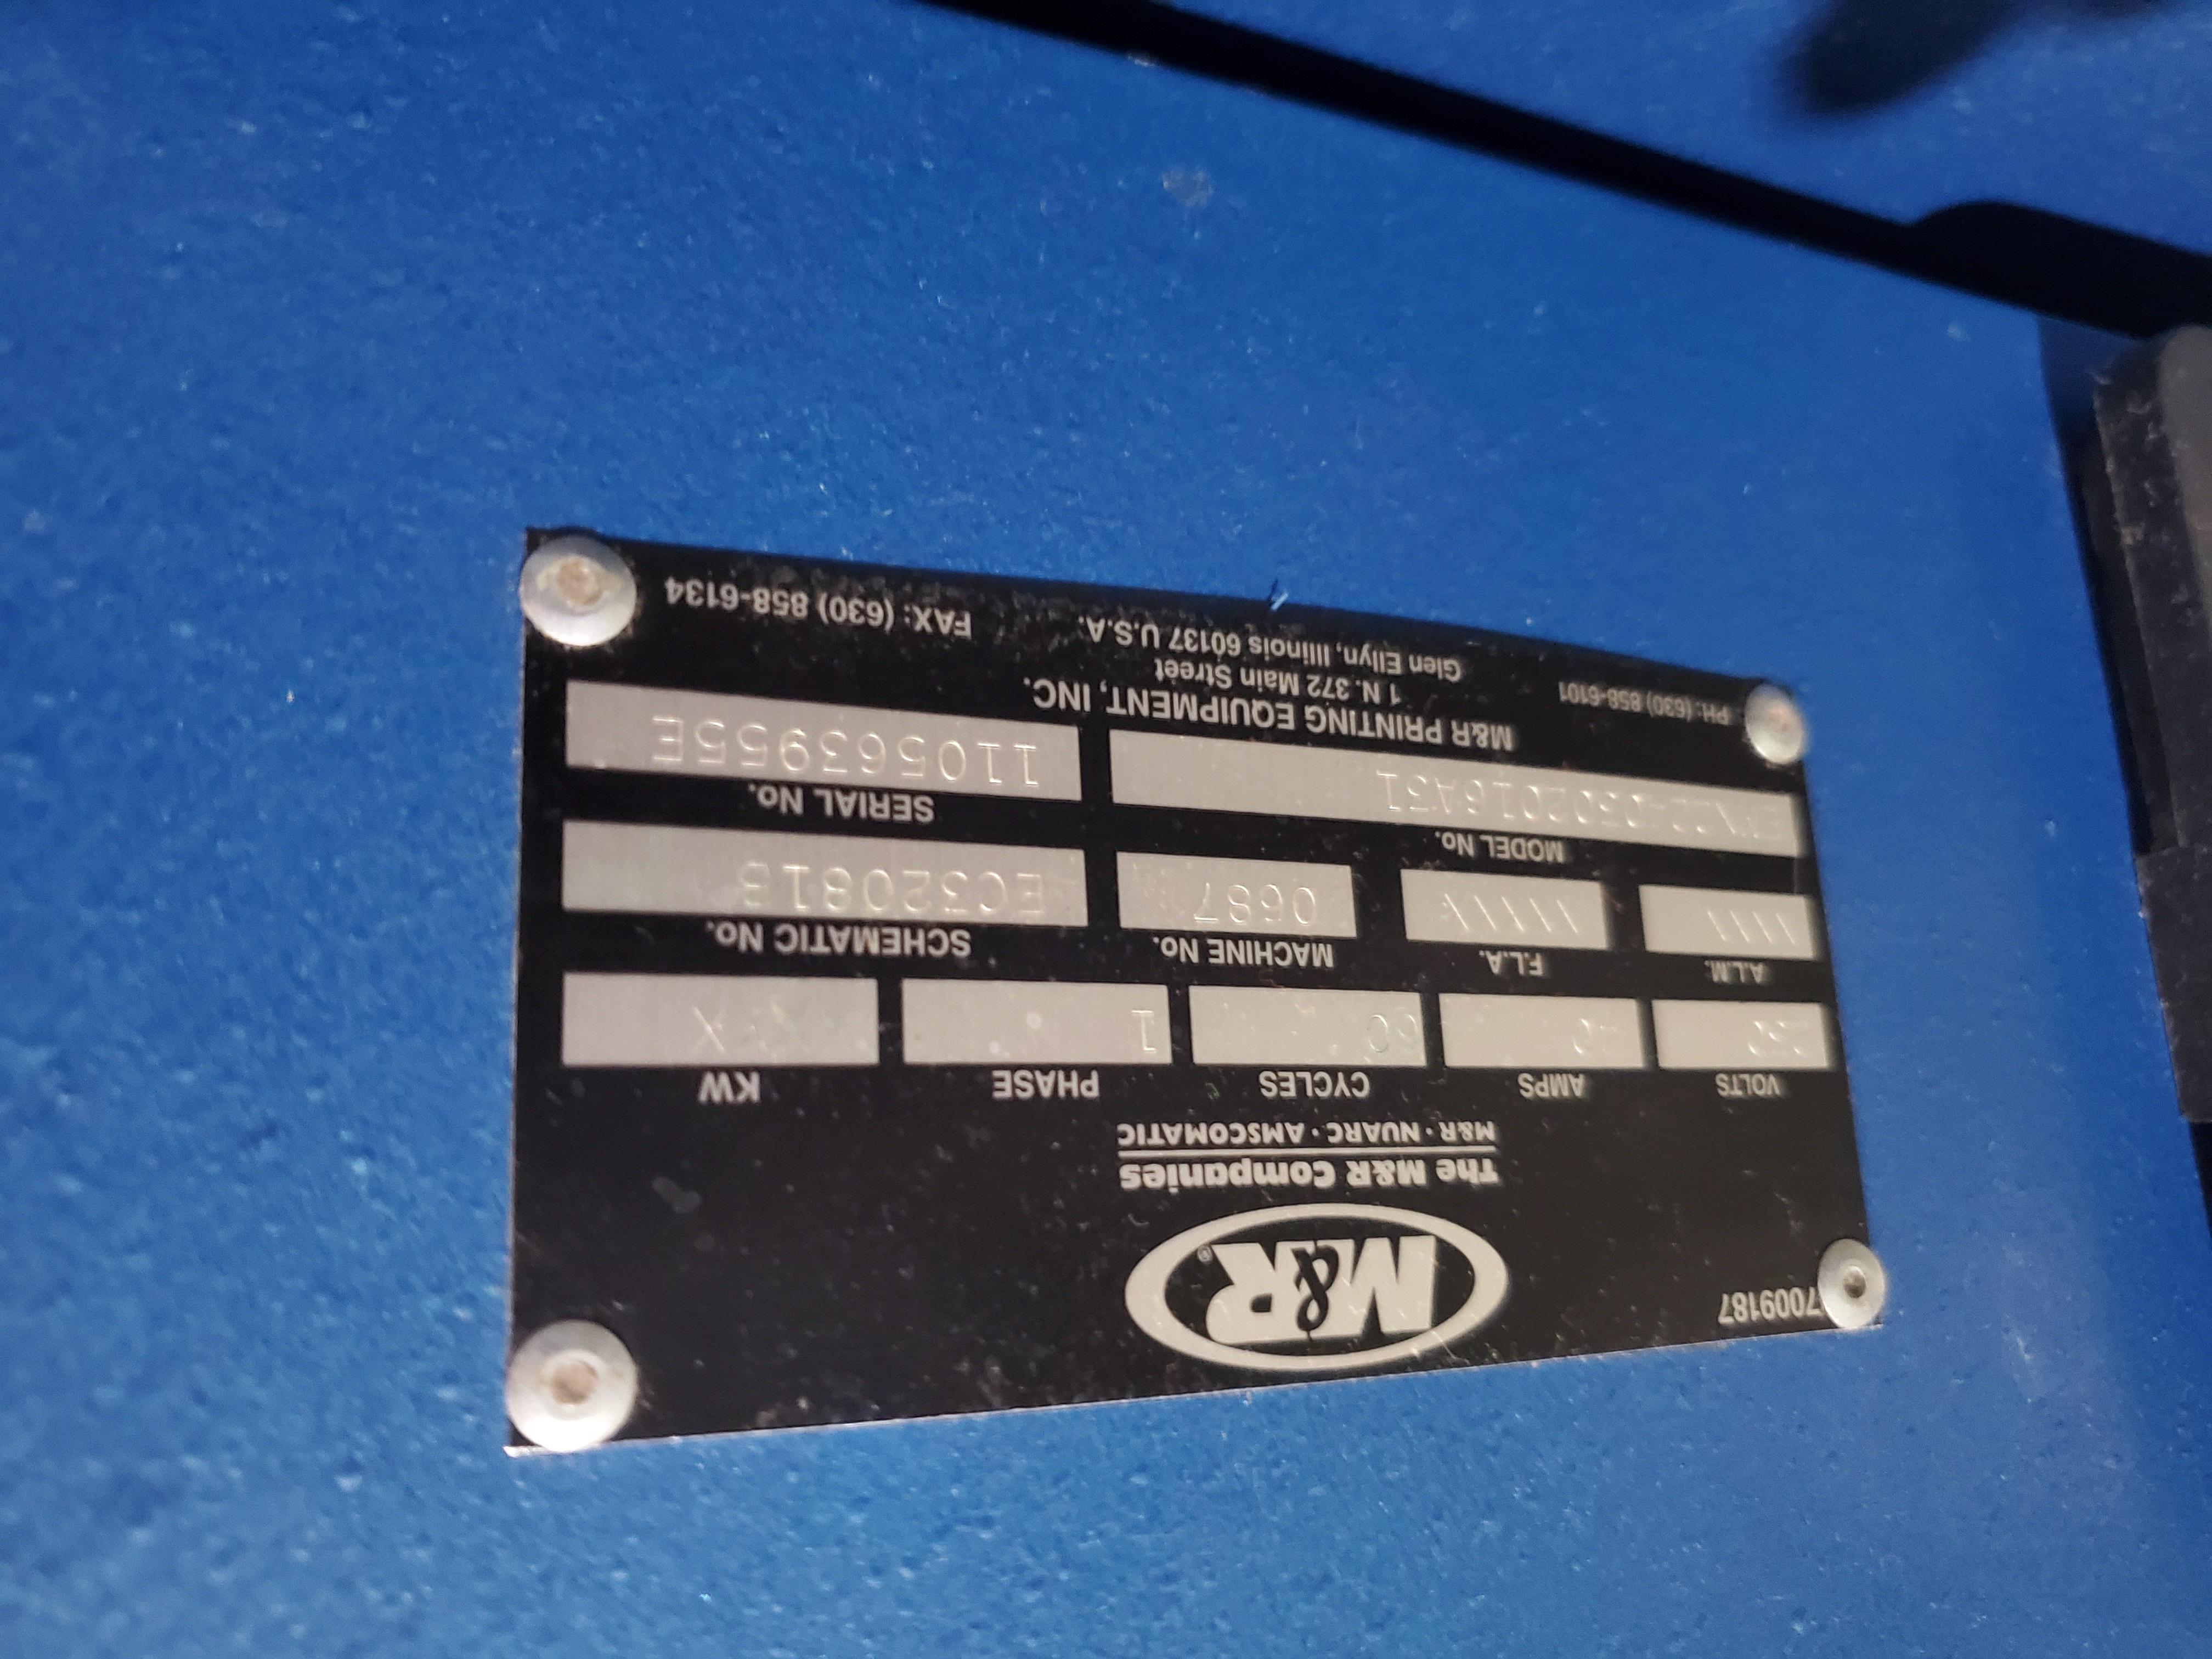 7009187
M&R®
The M&R Companies
M&R · NUARC · AMSCOMATIC
VOLTS AMPS CYCLES PHASE KW
60 1 X
A.L.M. F.L.A. MACHINE No. SCHEMATIC No.
0687 EC320813
MODEL No. SERIAL No.
110563955E
M&R PRINTING EQUIPMENT, INC.
1 N. 372 Main Street
PH: (630) 858-6101 Glen Ellyn, Illinois 60137 U.S.A. FAX: (630) 858-6134